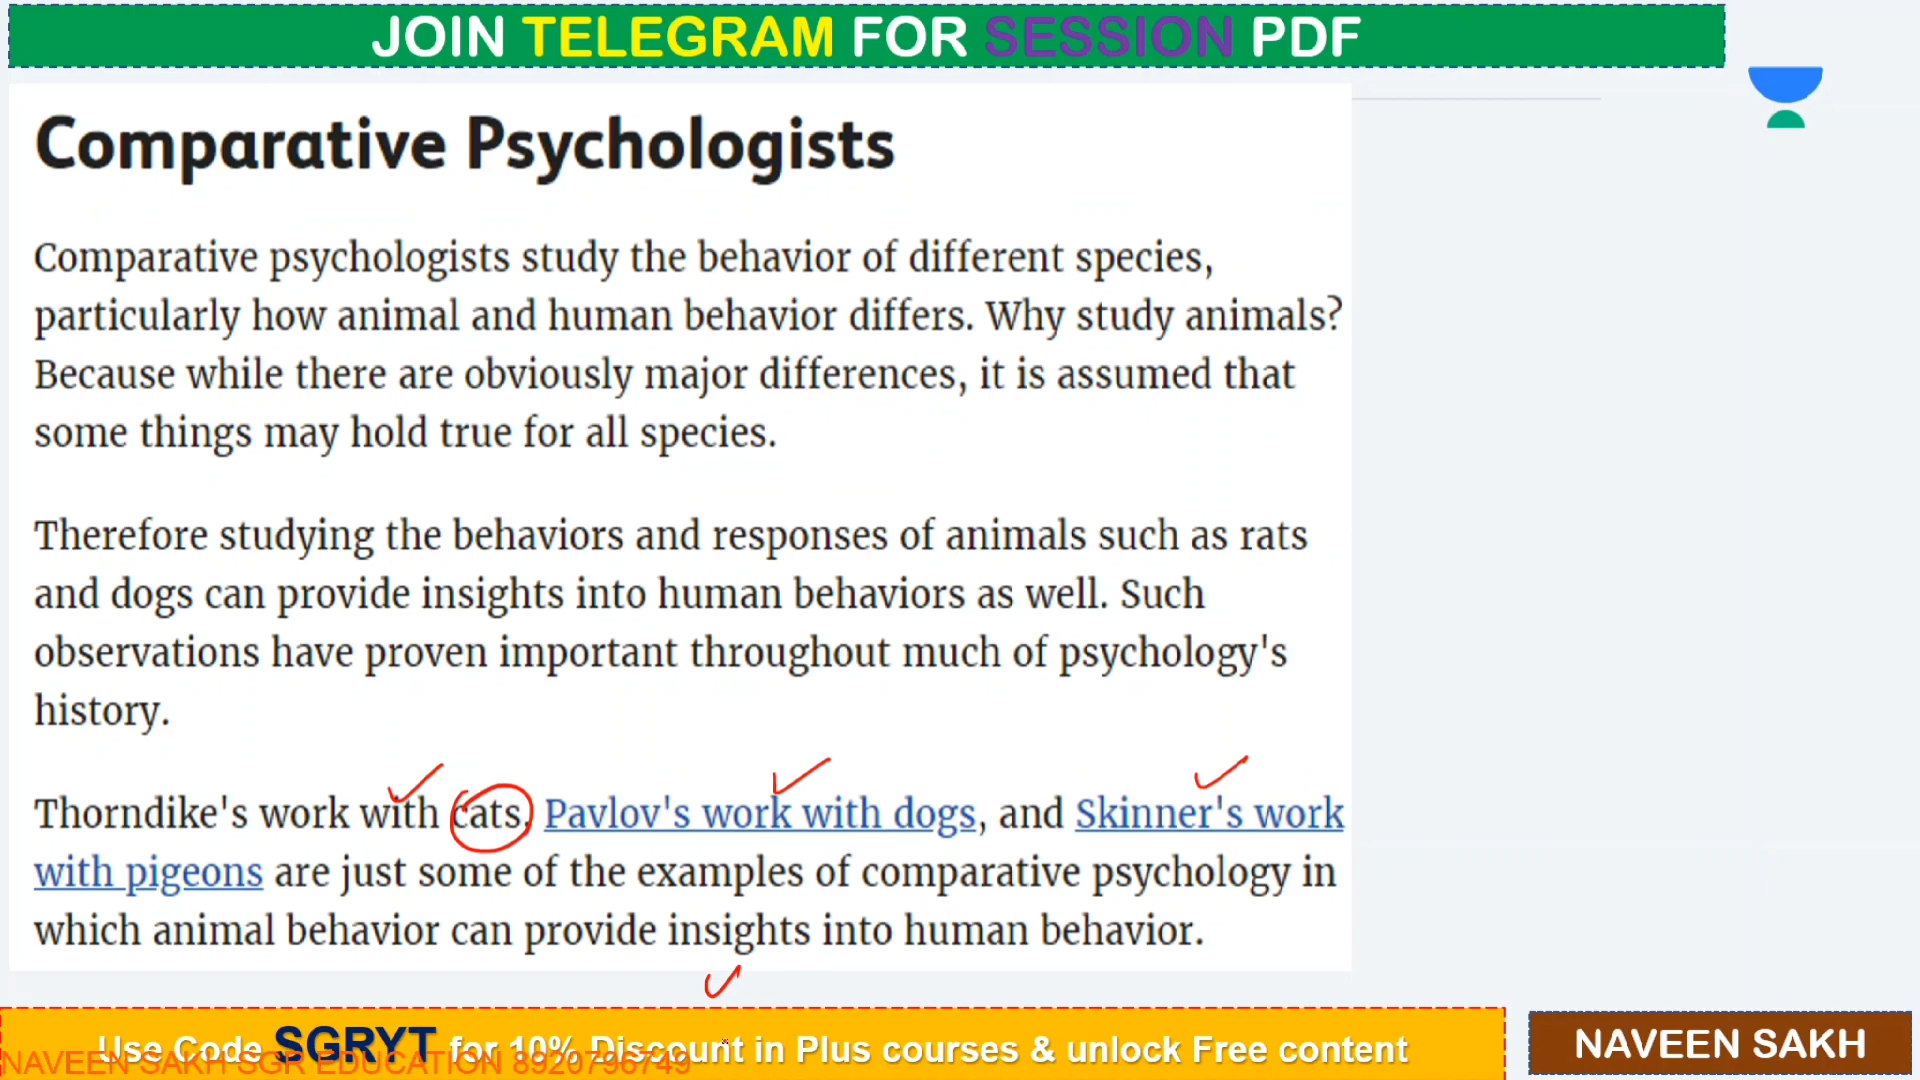 JOIN TELEGRAM FOR SESSION PDF
Comparative Psychologists
Comparative psychologists study the behavior of different species,
particularly how animal and human behavior differs. Why study animals?
Because while there are obviously major differences, it is assumed that
some things may hold true for all species.
Therefore studying the behaviors and responses of animals such as rats
and dogs can provide insights into human behaviors as well. Such
observations have proven important throughout much of psychology's
history.
Thorndike's work with cats, Pavlov's work with dogs, and Skinner's work
with pigeons are just some of the examples of comparative psychology in
which animal behavior can provide insights into human behavior.
Use Code SGRYT for 10% Discount in Plus courses & unlock Free content
NAVEEN SAKH SGR EDUCATION 8920796749
NAVEEN SAKH